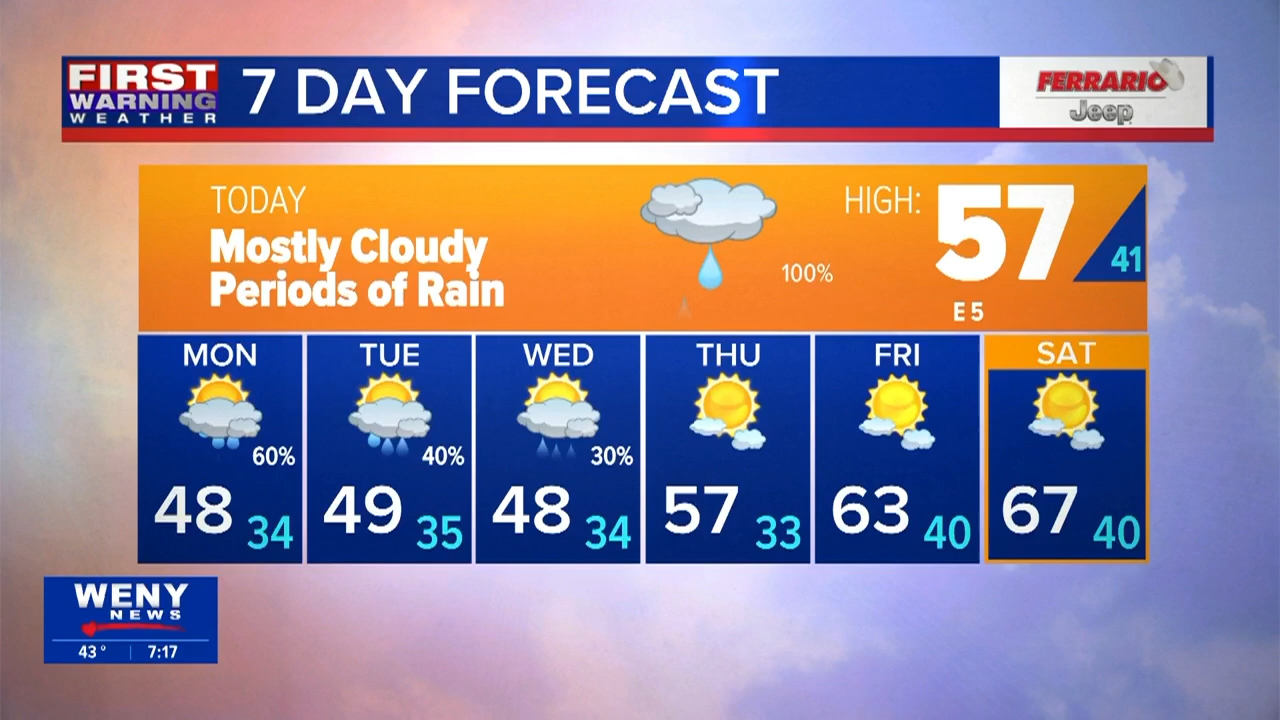 FIRST
WARNING
WEATHER
7 DAY FORECAST
FERRARIO
Jeep
TODAY
Mostly Cloudy
Periods of Rain
100%
HIGH:
57
41
E 5
MON TUE WED THU FRI SAT
60% 40% 30%
48 34 49 35 48 34 57 33 63 40 67 40
WENY
NEWS
43° | 7:17